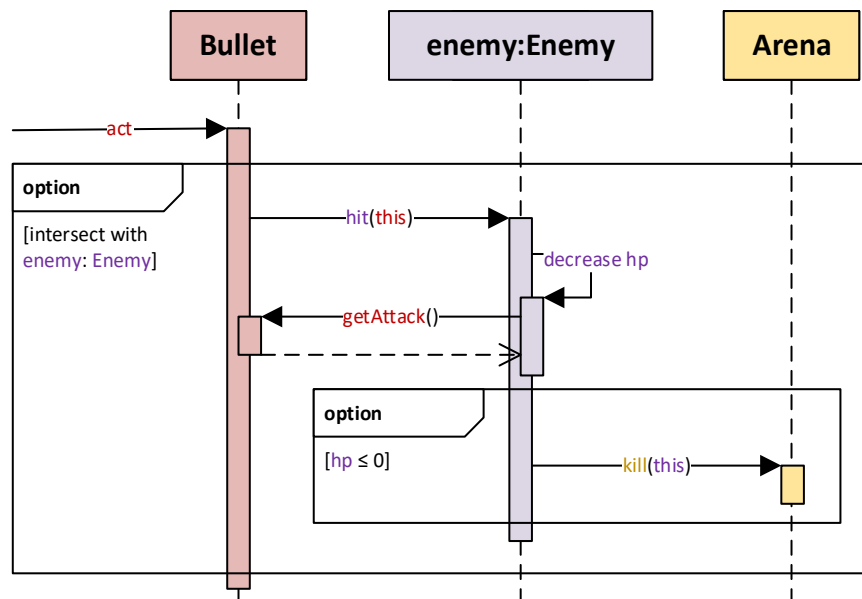 Bullet
enemy:Enemy
Arena
act
option
[intersect with
enemy: Enemy]
hit(this)
decrease hp
getAttack()
option
[hp ≤ 0]
kill(this)